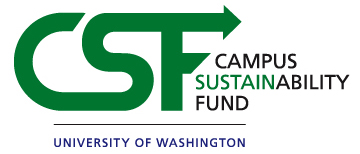 CSF
CAMPUS
SUSTAINABILITY
FUND
UNIVERSITY OF WASHINGTON